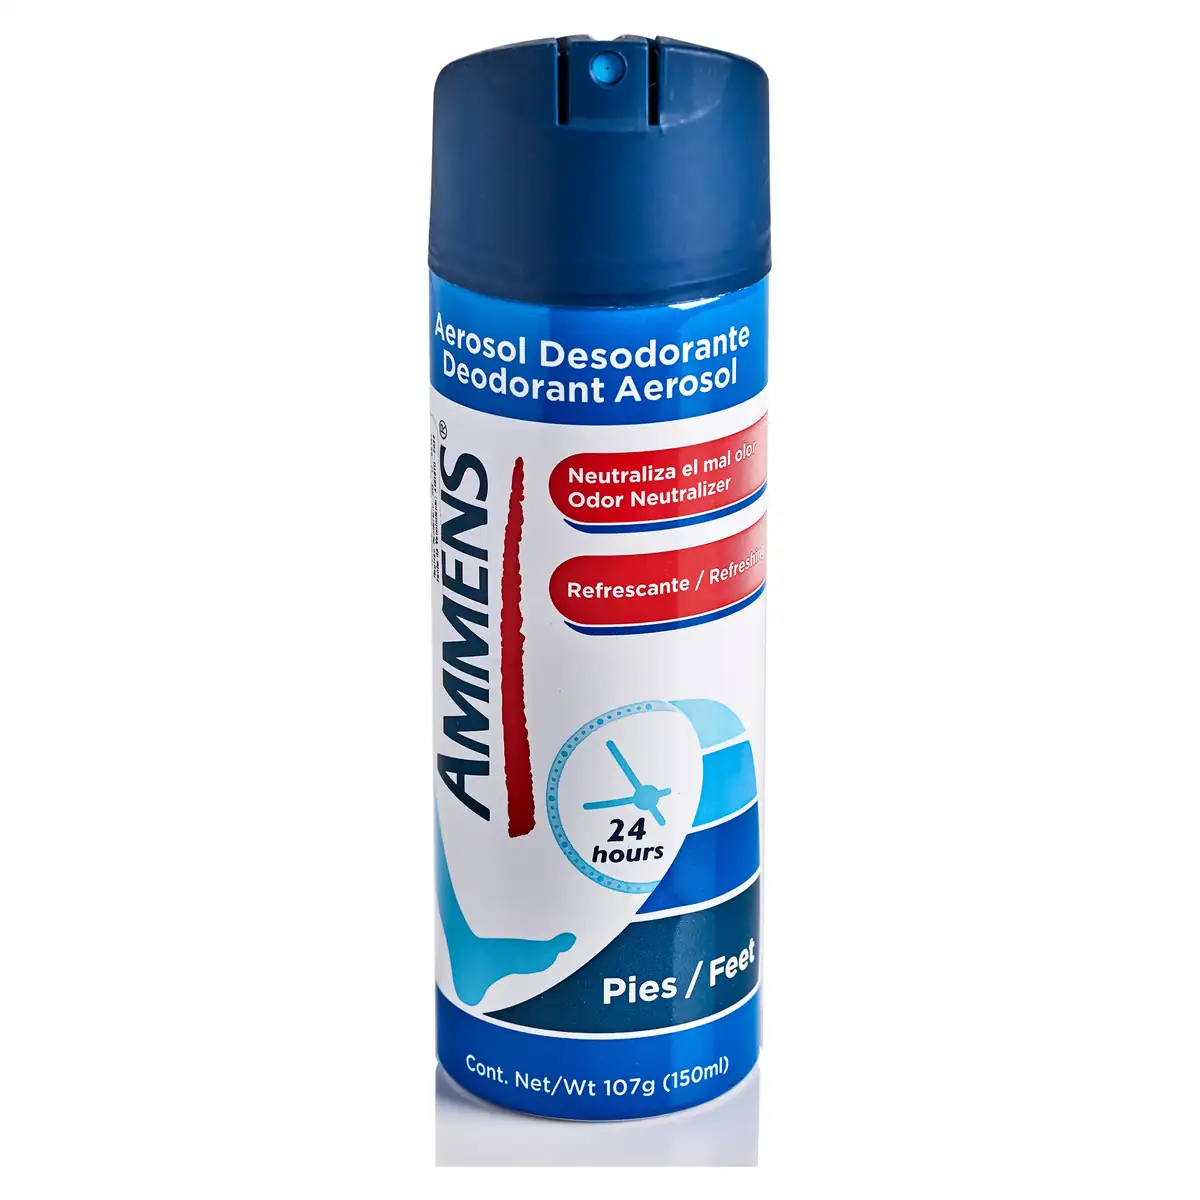 Aerosol Desodorante
Deodorant Aerosol
AMMENS®
Neutraliza el mal olor
Odor Neutralizer
Refrescante / Refreshing
24
hours
Pies / Feet
Cont. Net/Wt 107g (150ml)